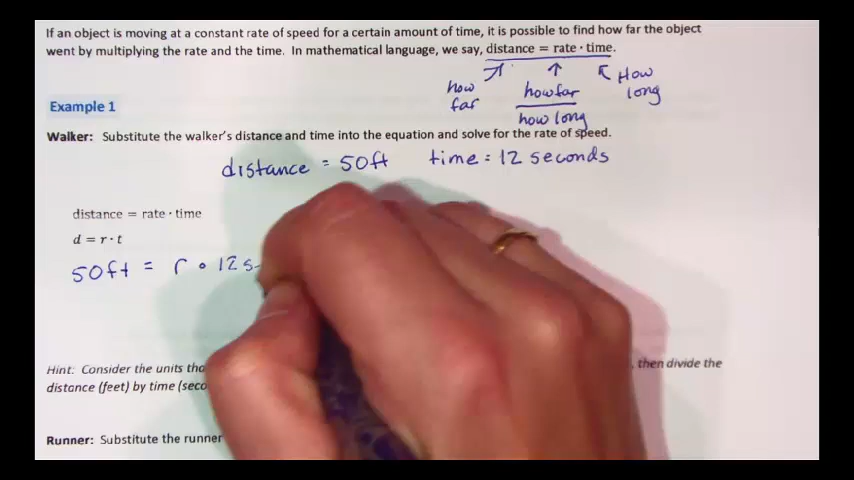 If an object is moving at a constant rate of speed for a certain amount of time, it is possible to find how far the object
went by multiplying the rate and the time. In mathematical language, we say, distance = rate · time.
how far
how far
how long
How long
Example 1
Walker: Substitute the walker's distance and time into the equation and solve for the rate of speed.
distance = 50ft time = 12 seconds
distance = rate · time
d = r · t
50ft = r • 12 s
Hint: Consider the units tha , then divide the
distance (feet) by time (seco
Runner: Substitute the runner